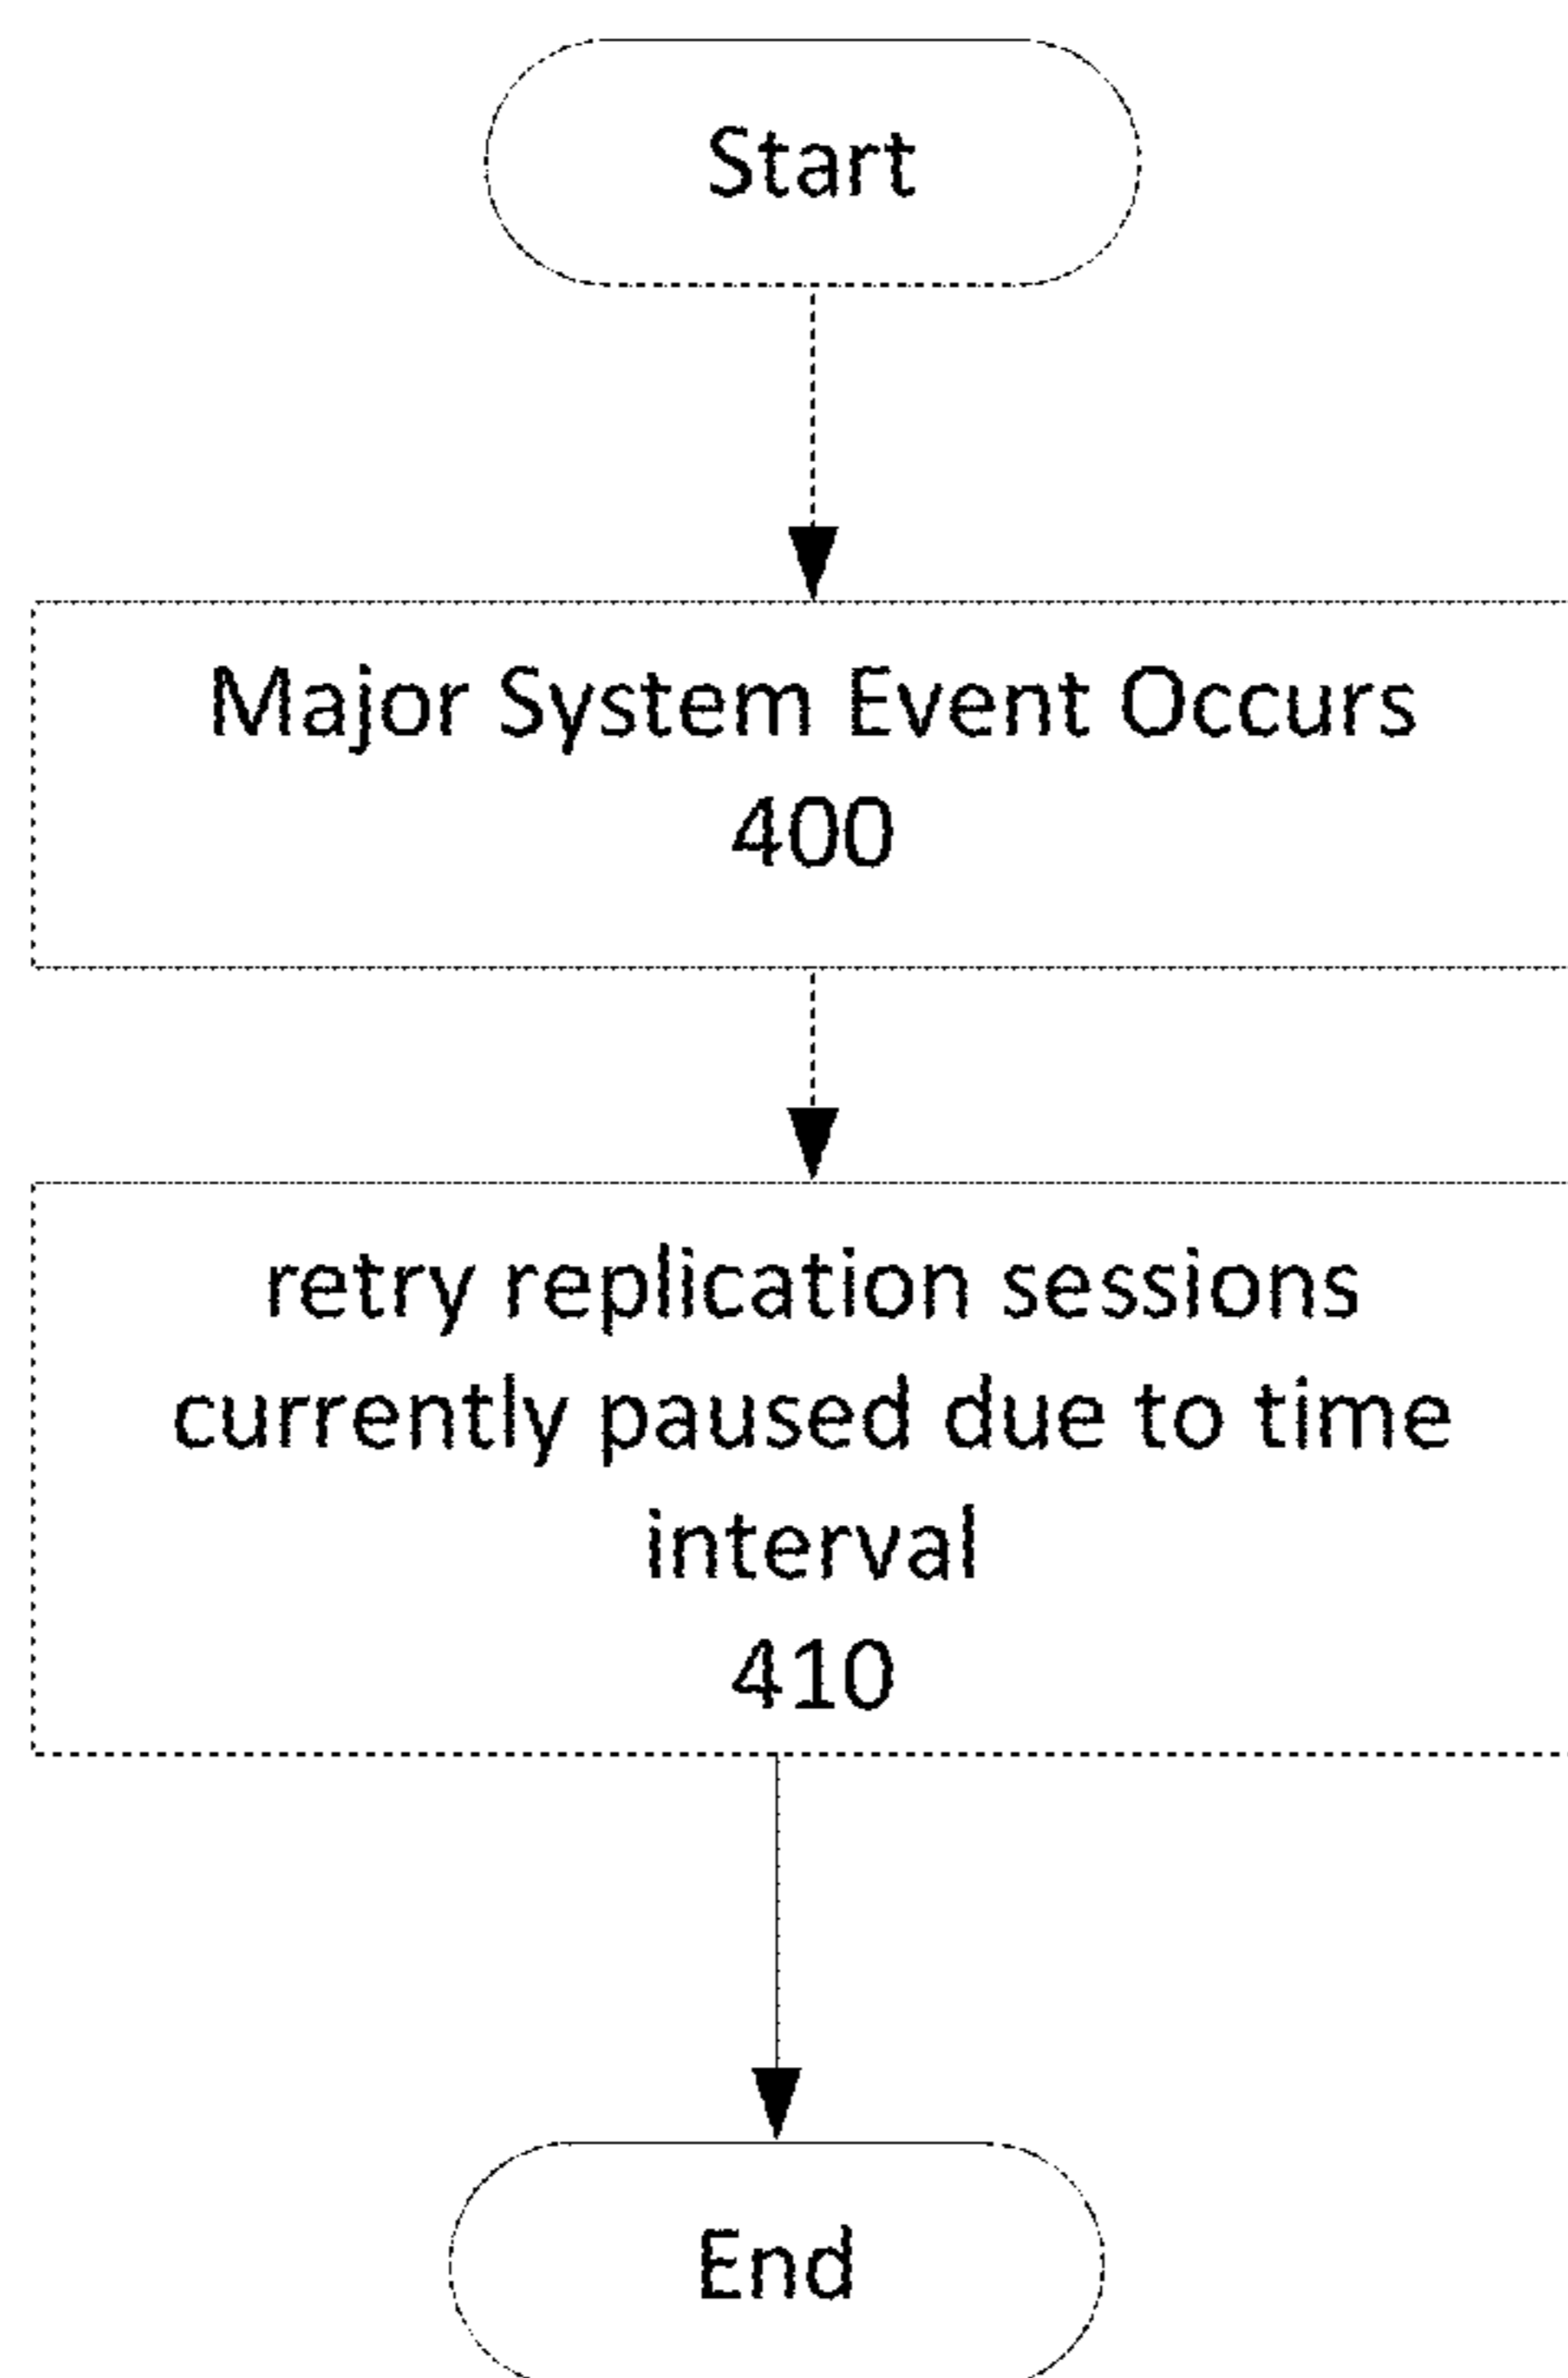 Start
Major System Event Occurs
400
retry replication sessions
currently paused due to time
interval
410
End